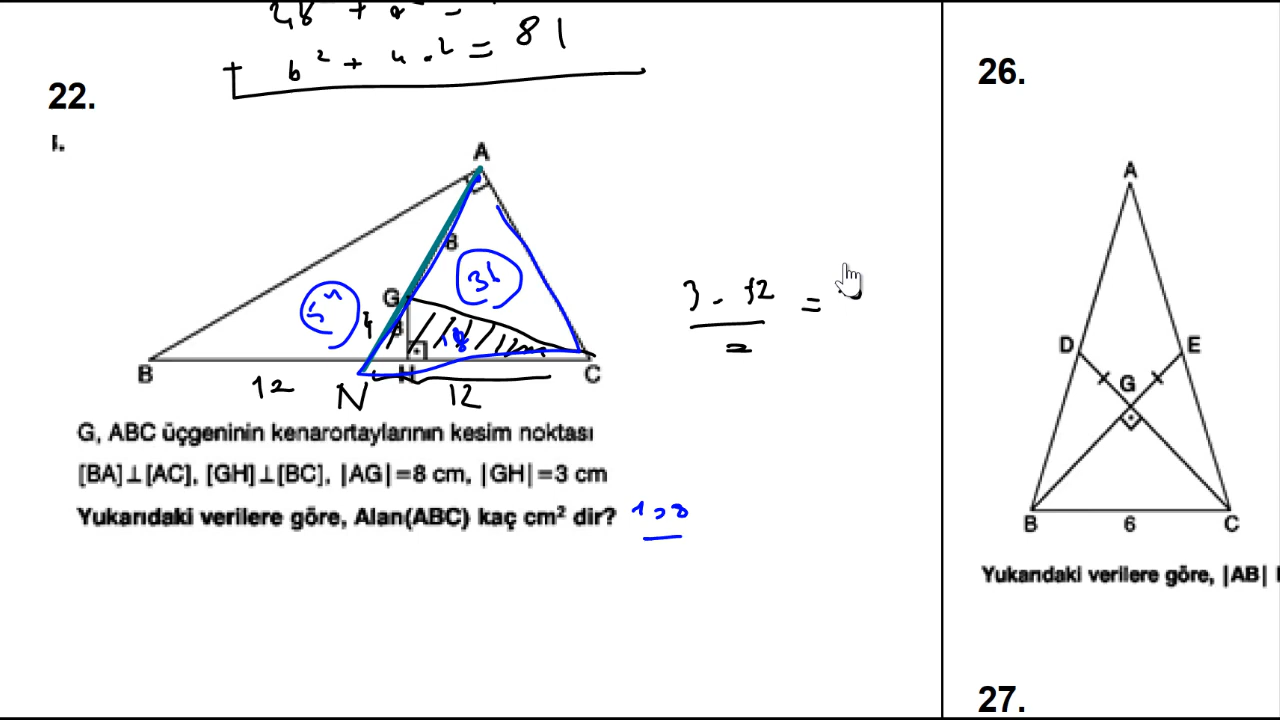 b² + 4·² = 81
22.
I.
A
8
36
G
54
4
3
18
B
H
C
12
N
12
3 · 12 =
2
G, ABC üçgeninin kenarortaylarının kesim noktası
[BA]⊥[AC], [GH]⊥[BC], |AG|=8 cm, |GH|=3 cm
Yukarıdaki verilere göre, Alan(ABC) kaç cm² dir?
108
26.
A
D
E
G
B
6
C
Yukarıdaki verilere göre, |AB|
27.